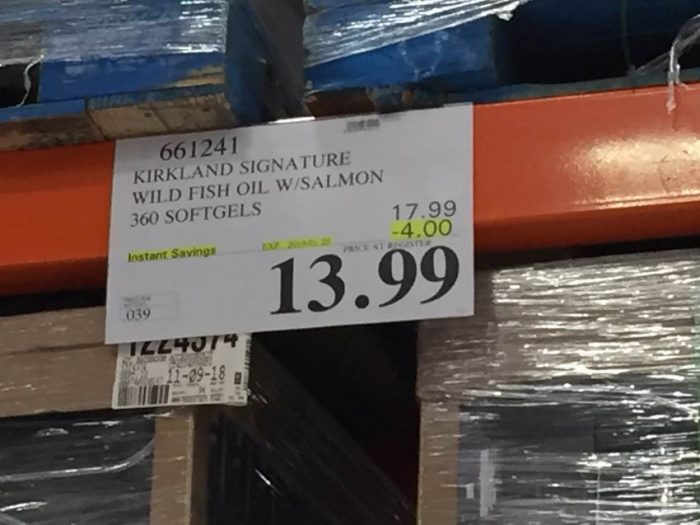 661241
KIRKLAND SIGNATURE
WILD FISH OIL W/SALMON
360 SOFTGELS
17.99
-4.00
Instant Savings
PRICE AT REGISTER
13.99
039
11-09-18